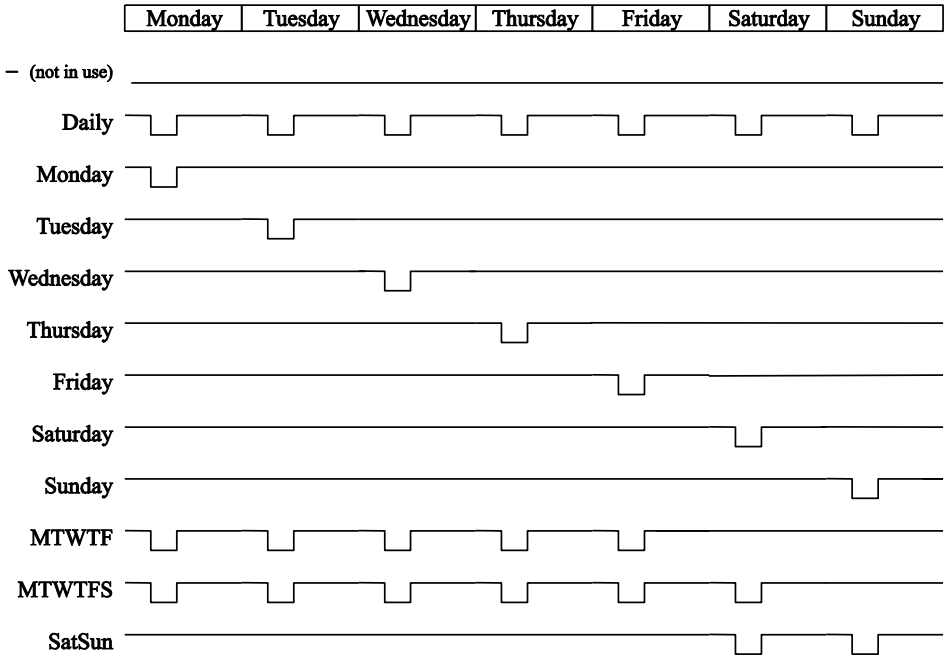 Monday Tuesday Wednesday Thursday Friday Saturday Sunday
– (not in use)
Daily
Monday
Tuesday
Wednesday
Thursday
Friday
Saturday
Sunday
MTWTF
MTWTFS
SatSun